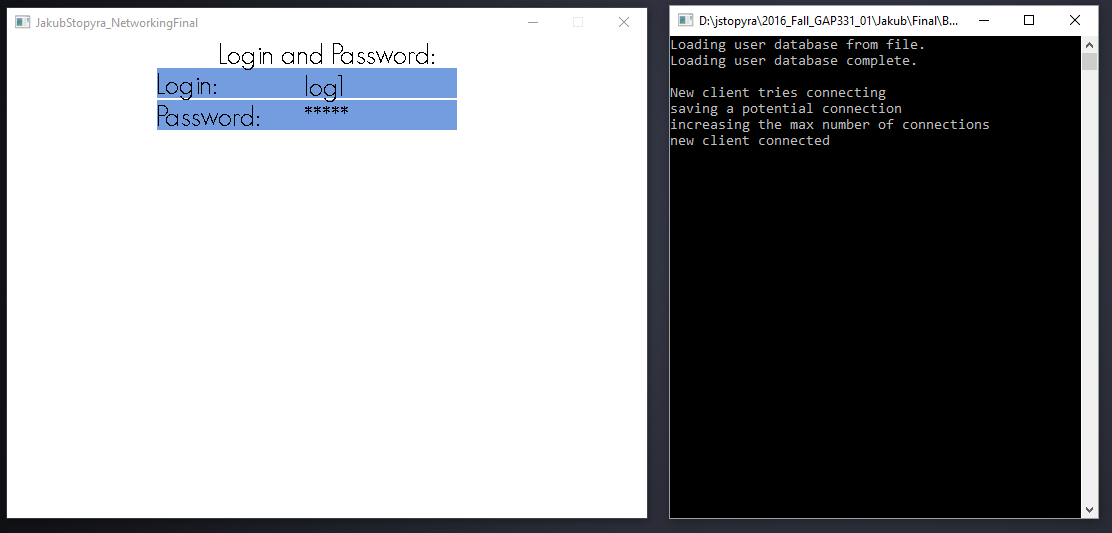 JakubStopyra_NetworkingFinal
Login and Password:
Login: log1
Password: *****
D:\jstopyra\2016_Fall_GAP331_01\Jakub\Final\B...
Loading user database from file.
Loading user database complete.
New client tries connecting
saving a potential connection
increasing the max number of connections
new client connected